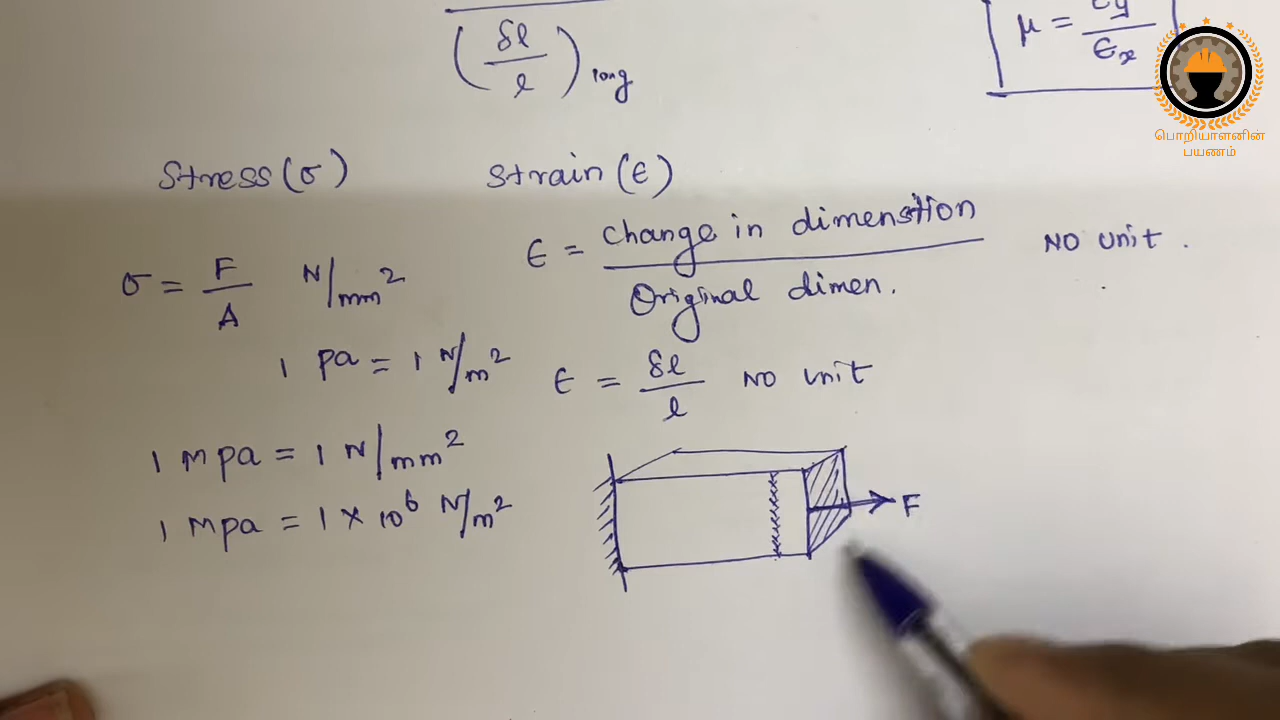 δl
l
long
μ = εy
εx
பொறியாளனின்
பயணம்
Stress (σ)
Strain (ε)
σ = F/A N/mm²
ε = Change in dimenstion
Original dimen.
NO unit.
1 pa = 1 N/m²
ε = δl/l NO unit
1 mpa = 1 N/mm²
1 mpa = 1 × 10⁶ N/m²
F